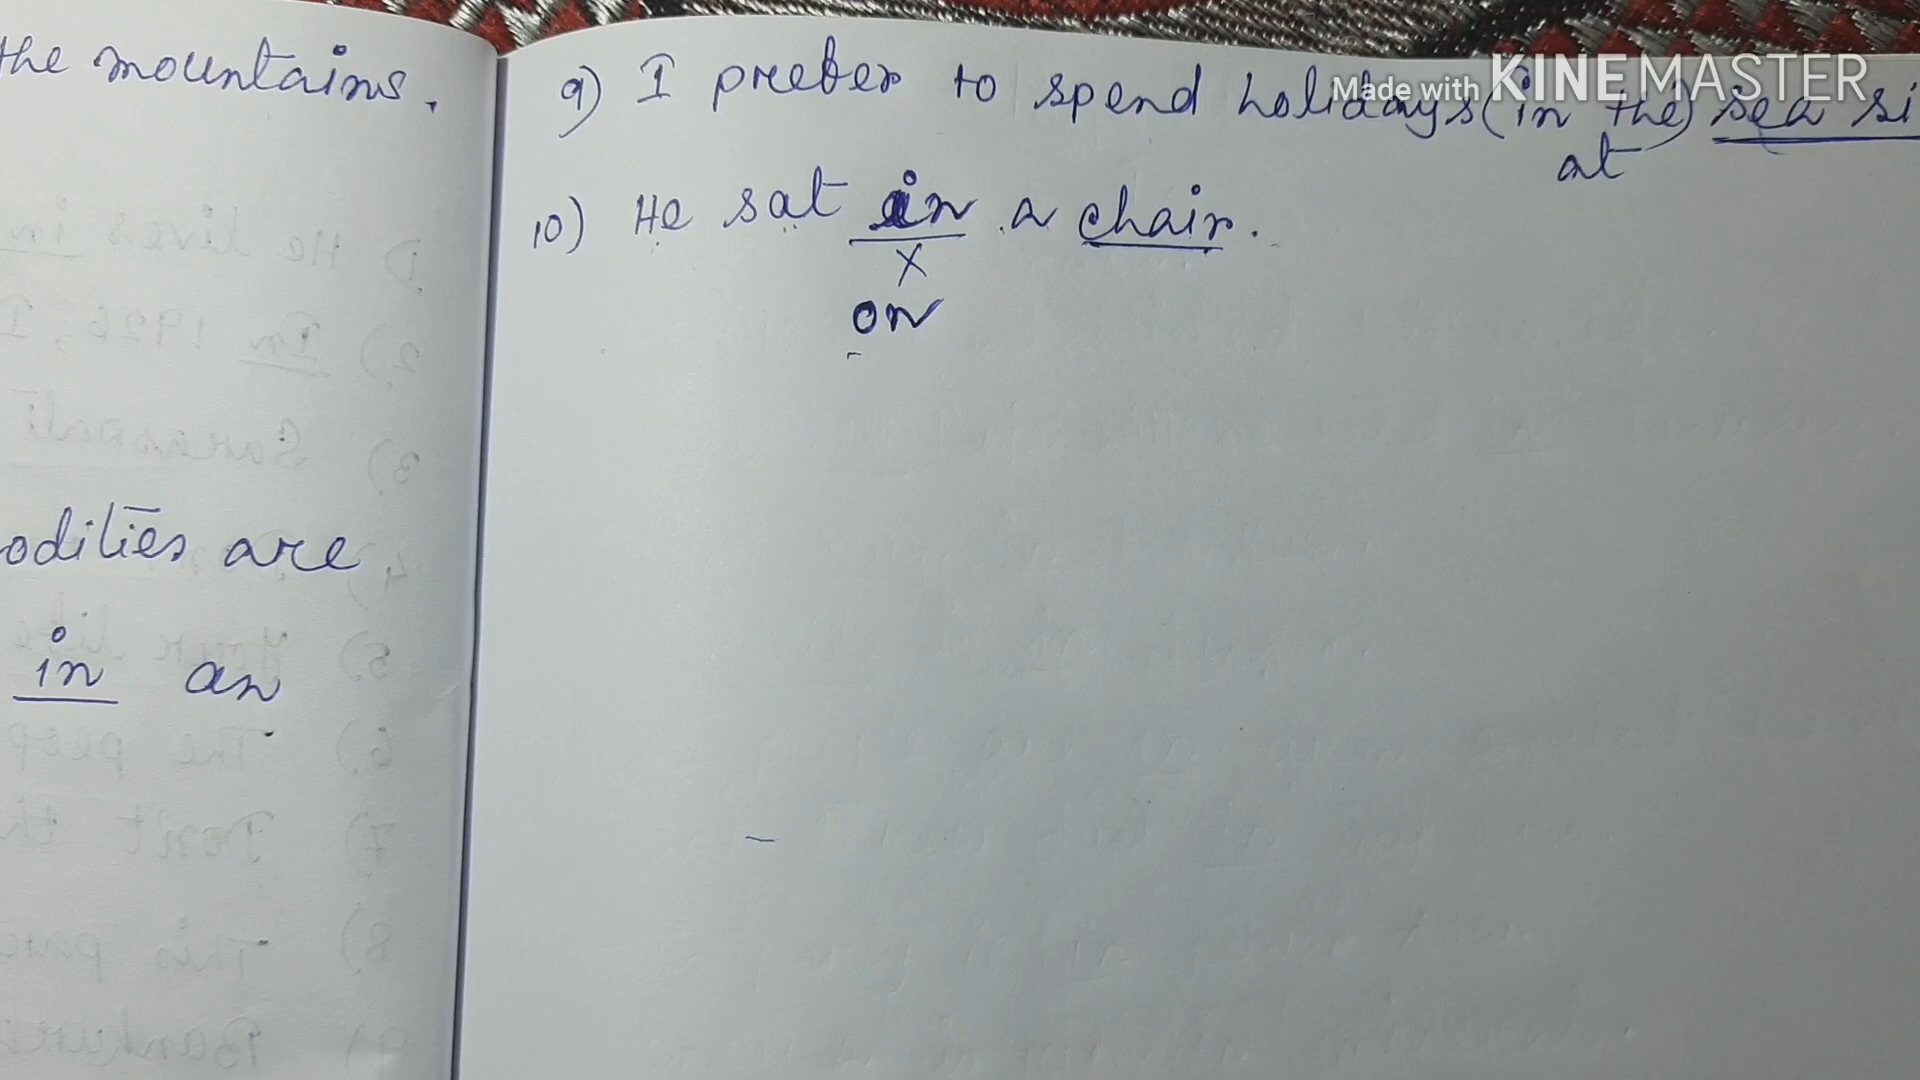 the mountains.
odities are
in an
9) I prefer to spend holidays (in the) sea si
at
10) He sat in a chair.
X
on
Made with KINEMASTER